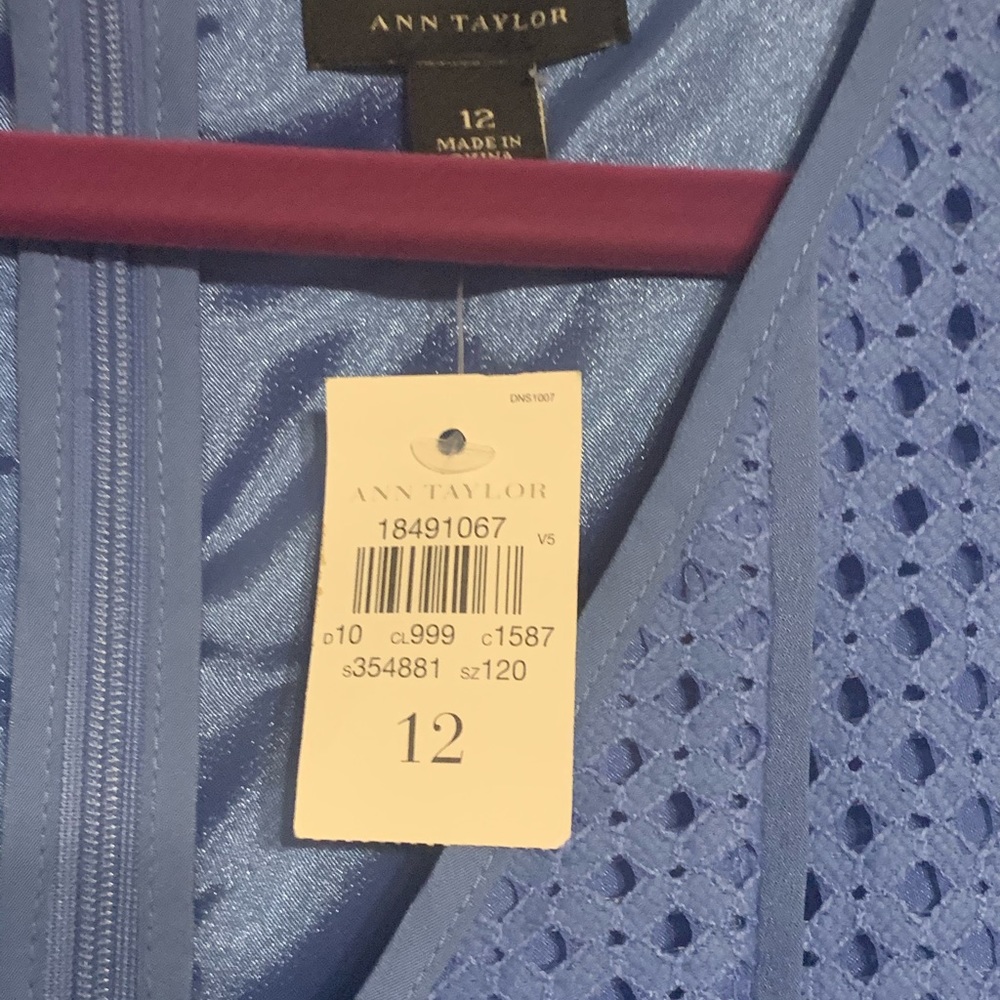 ANN TAYLOR
12
MADE IN
CHINA
DNS1007
ANN TAYLOR
18491067
V5
D10 CL999 C1587
S354881 SZ120
12